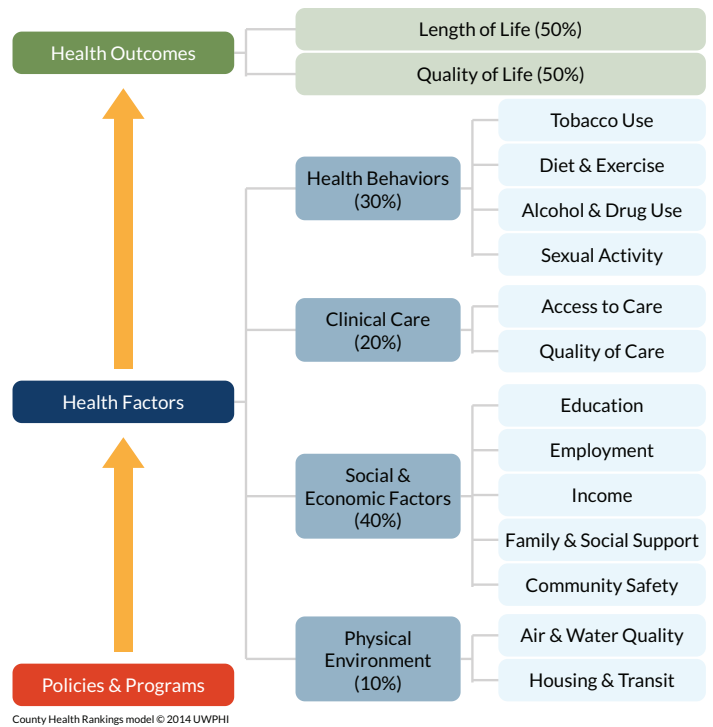 Health Outcomes
Length of Life (50%)
Quality of Life (50%)
Health Factors
Health Behaviors
(30%)
Tobacco Use
Diet & Exercise
Alcohol & Drug Use
Sexual Activity
Clinical Care
(20%)
Access to Care
Quality of Care
Social &
Economic Factors
(40%)
Education
Employment
Income
Family & Social Support
Community Safety
Physical
Environment
(10%)
Air & Water Quality
Housing & Transit
Policies & Programs
County Health Rankings model © 2014 UWPHI